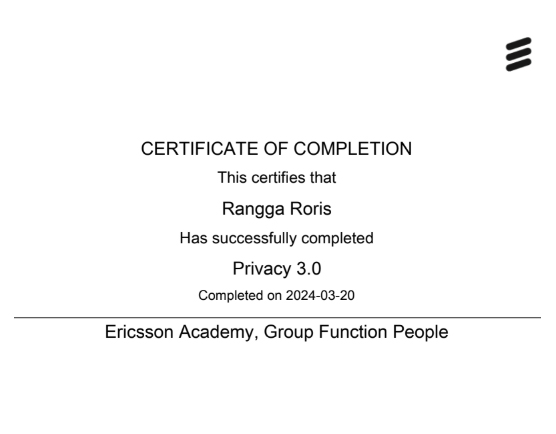 CERTIFICATE OF COMPLETION
This certifies that
Rangga Roris
Has successfully completed
Privacy 3.0
Completed on 2024-03-20
Ericsson Academy, Group Function People